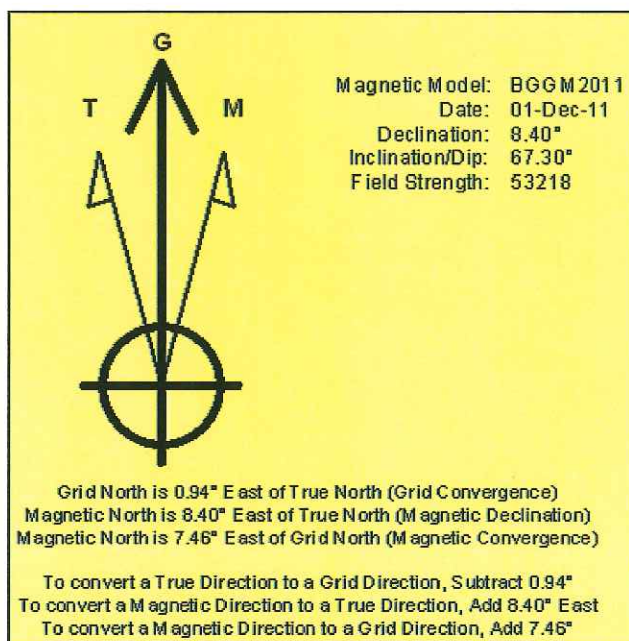 G
T
M
Magnetic Model: BGGM2011
Date: 01-Dec-11
Declination: 8.40°
Inclination/Dip: 67.30°
Field Strength: 53218
Grid North is 0.94° East of True North (Grid Convergence)
Magnetic North is 8.40° East of True North (Magnetic Declination)
Magnetic North is 7.46° East of Grid North (Magnetic Convergence)
To convert a True Direction to a Grid Direction, Subtract 0.94°
To convert a Magnetic Direction to a True Direction, Add 8.40° East
To convert a Magnetic Direction to a Grid Direction, Add 7.46°